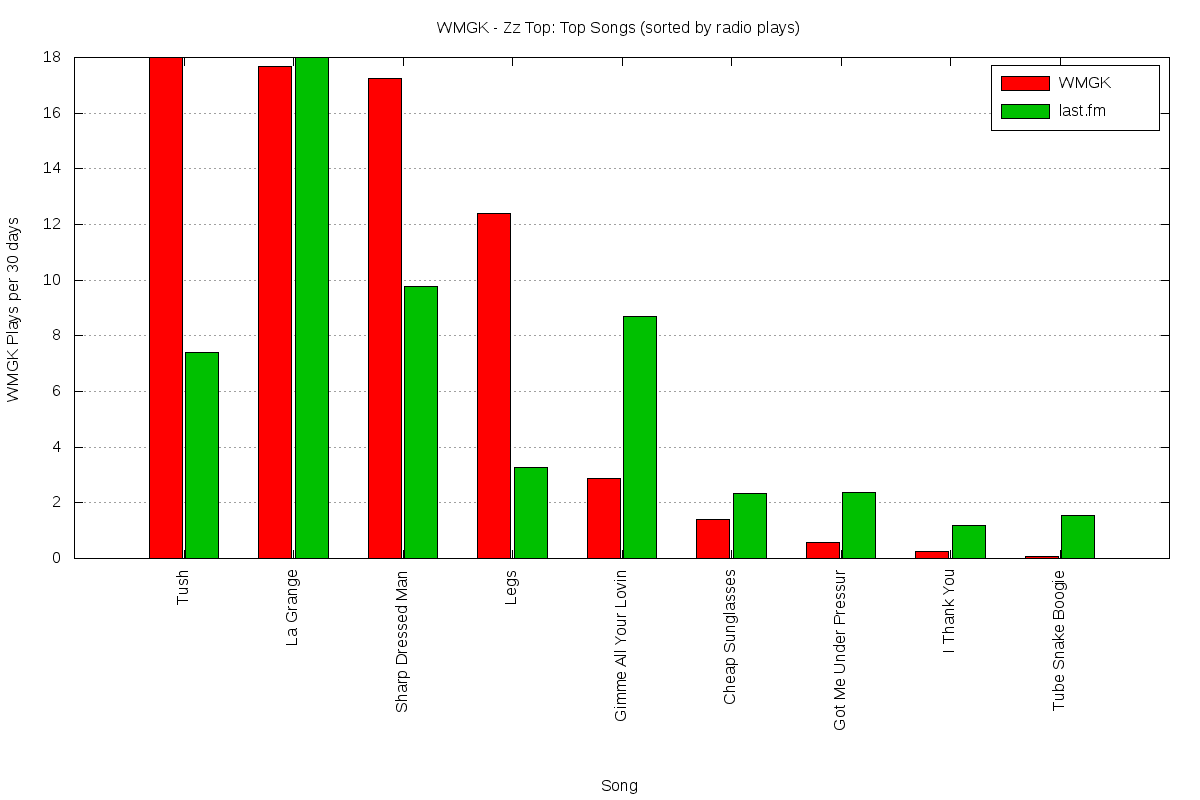 WMGK - Zz Top: Top Songs (sorted by radio plays)
WMGK
last.fm
WMGK Plays per 30 days
18
16
14
12
10
8
6
4
2
0
Tush
La Grange
Sharp Dressed Man
Legs
Gimme All Your Lovin
Cheap Sunglasses
Got Me Under Pressur
I Thank You
Tube Snake Boogie
Song